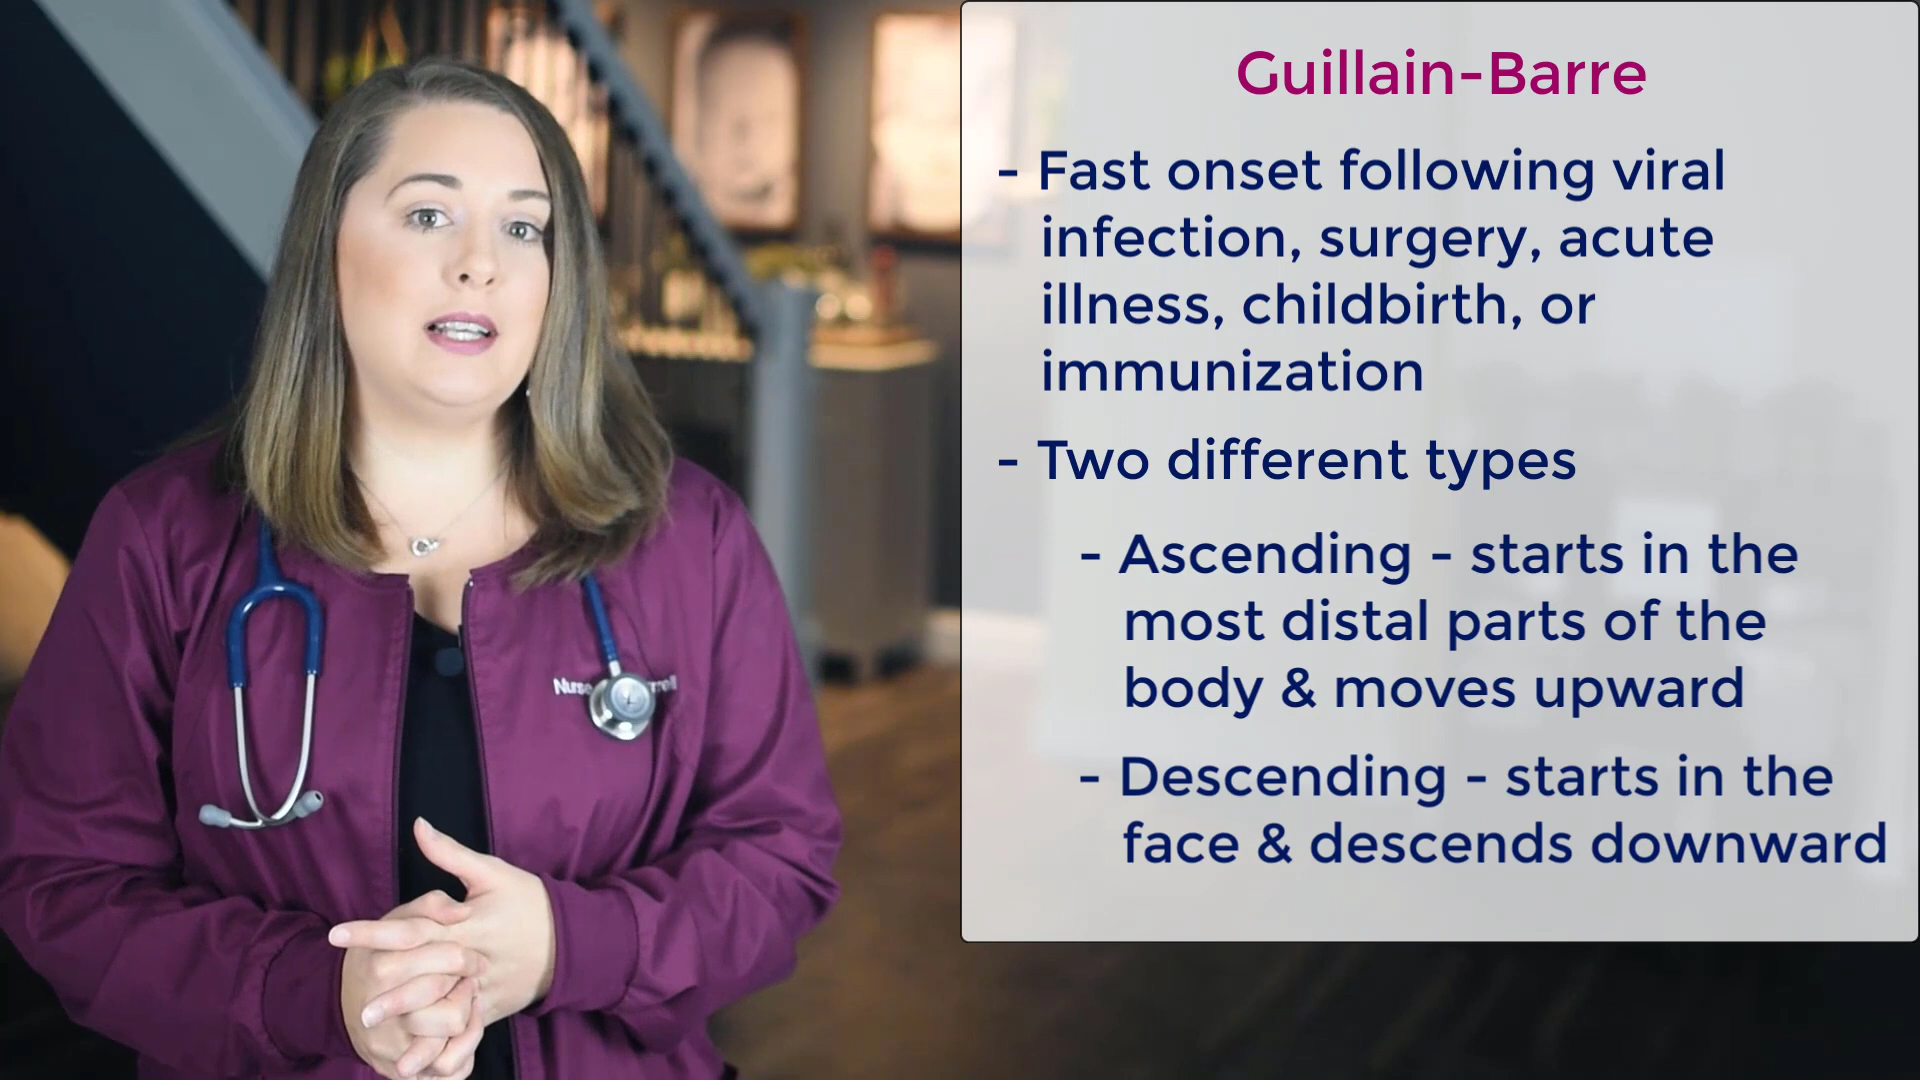 Guillain-Barre
- Fast onset following viral
infection, surgery, acute
illness, childbirth, or
immunization
- Two different types
- Ascending - starts in the
most distal parts of the
body & moves upward
- Descending - starts in the
face & descends downward
Nurse